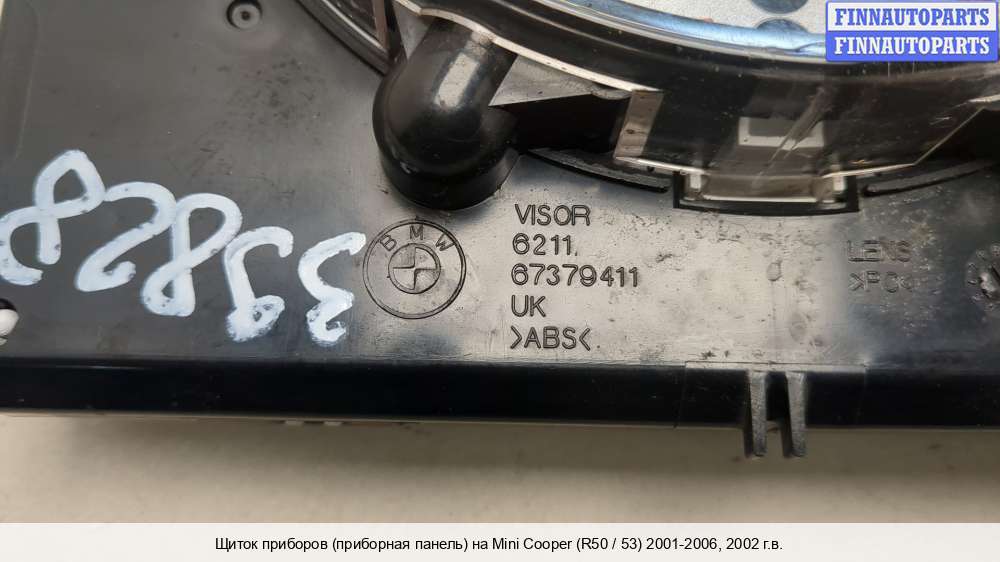 FINNAUTOPARTS
FINNAUTOPARTS
39828
BMW
VISOR
6211.
67379411
UK
>ABS<
LENS
>PC<
Щиток приборов (приборная панель) на Mini Cooper (R50 / 53) 2001-2006, 2002 г.в.